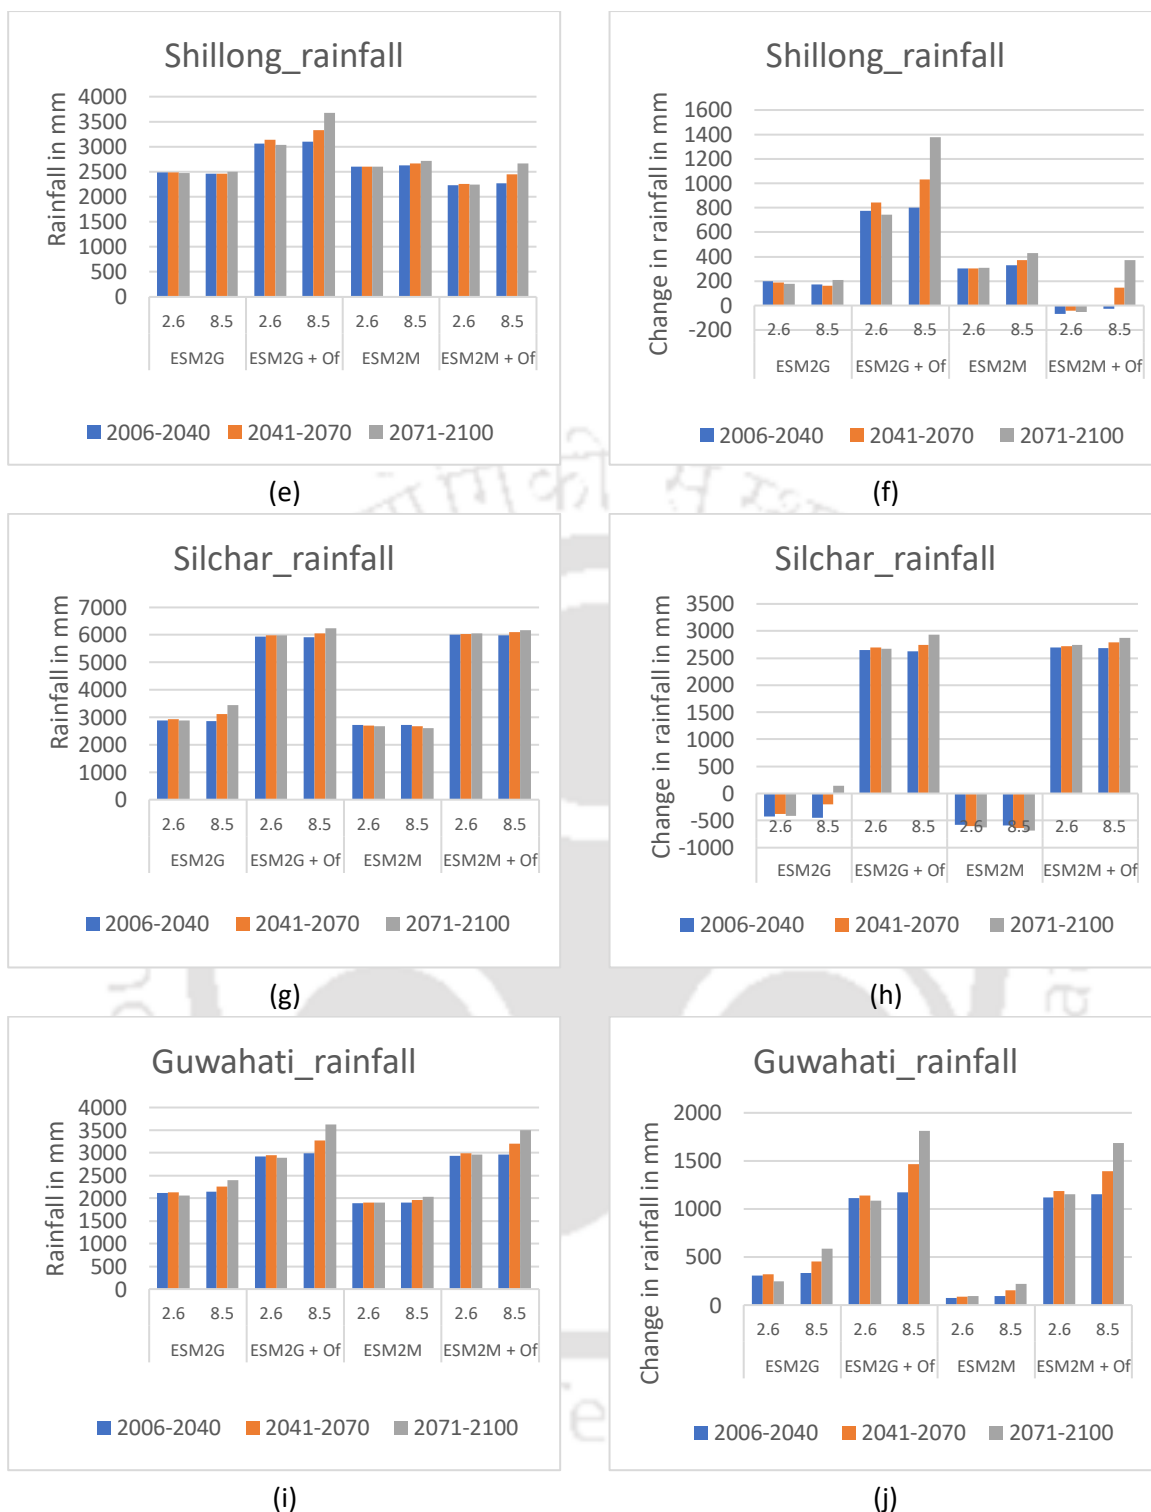 Shillong_rainfall
Rainfall in mm
4000
3500
3000
2500
2000
1500
1000
500
0
2.6 8.5 2.6 8.5 2.6 8.5 2.6 8.5
ESM2G ESM2G + Of ESM2M ESM2M + Of
2006-2040 2041-2070 2071-2100
(e)
Shillong_rainfall
Change in rainfall in mm
1600
1400
1200
1000
800
600
400
200
0
-200
2.6 8.5 2.6 8.5 2.6 8.5 2.6 8.5
ESM2G ESM2G + Of ESM2M ESM2M + Of
2006-2040 2041-2070 2071-2100
(f)
Silchar_rainfall
Rainfall in mm
7000
6000
5000
4000
3000
2000
1000
0
2.6 8.5 2.6 8.5 2.6 8.5 2.6 8.5
ESM2G ESM2G + Of ESM2M ESM2M + Of
2006-2040 2041-2070 2071-2100
(g)
Silchar_rainfall
Change in rainfall in mm
3500
3000
2500
2000
1500
1000
500
0
-500
-1000
2.6 8.5 2.6 8.5 2.6 8.5 2.6 8.5
ESM2G ESM2G + Of ESM2M ESM2M + Of
2006-2040 2041-2070 2071-2100
(h)
Guwahati_rainfall
Rainfall in mm
4000
3500
3000
2500
2000
1500
1000
500
0
2.6 8.5 2.6 8.5 2.6 8.5 2.6 8.5
ESM2G ESM2G + Of ESM2M ESM2M + Of
2006-2040 2041-2070 2071-2100
(i)
Guwahati_rainfall
Change in rainfall in mm
2000
1500
1000
500
0
2.6 8.5 2.6 8.5 2.6 8.5 2.6 8.5
ESM2G ESM2G + Of ESM2M ESM2M + Of
2006-2040 2041-2070 2071-2100
(j)